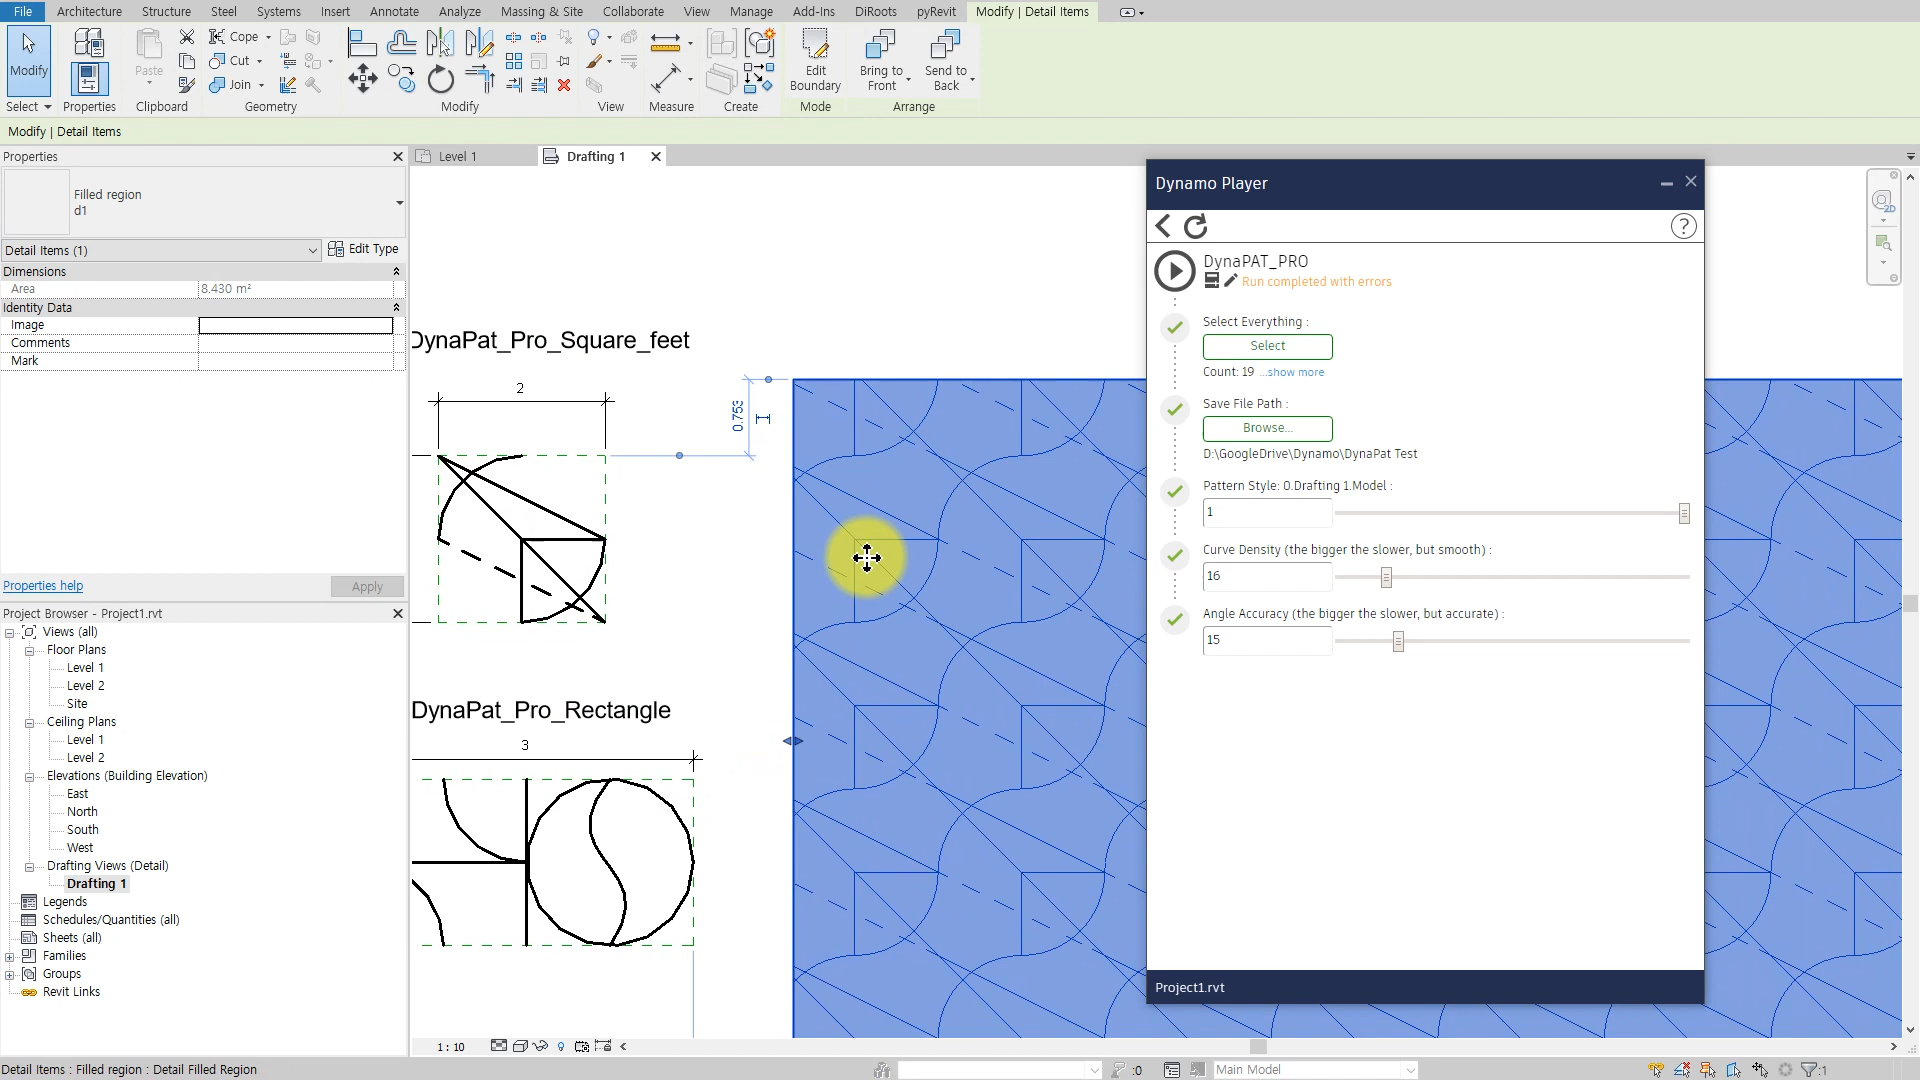 File Architecture Structure Steel Systems Insert Annotate Analyze Massing & Site Collaborate View Manage Add-Ins DiRoots pyRevit Modify | Detail Items
Modify
Select
Properties
Paste
Clipboard
Cope
Cut
Join
Geometry
Modify
View
Measure
Create
Edit
Boundary
Mode
Bring to
Front
Send to
Back
Arrange
Modify | Detail Items
Properties
Filled region
d1
Detail Items (1)
Edit Type
Dimensions
Area 8.430 m²
Identity Data
Image
Comments
Mark
Properties help
Apply
Project Browser - Project1.rvt
Views (all)
Floor Plans
Level 1
Level 2
Site
Ceiling Plans
Level 1
Level 2
Elevations (Building Elevation)
East
North
South
West
Drafting Views (Detail)
Drafting 1
Legends
Schedules/Quantities (all)
Sheets (all)
Families
Groups
Revit Links
Level 1
Drafting 1
DynaPat_Pro_Square_feet
2
0.753
DynaPat_Pro_Rectangle
3
2D
Dynamo Player
?
DynaPAT_PRO
Run completed with errors
Select Everything :
Select
Count: 19 ...show more
Save File Path :
Browse...
D:\GoogleDrive\Dynamo\DynaPat Test
Pattern Style: 0.Drafting 1.Model :
1
Curve Density (the bigger the slower, but smooth) :
16
Angle Accuracy (the bigger the slower, but accurate) :
15
Project1.rvt
1 : 10
Detail Items : Filled region : Detail Filled Region
:0
Main Model
:1